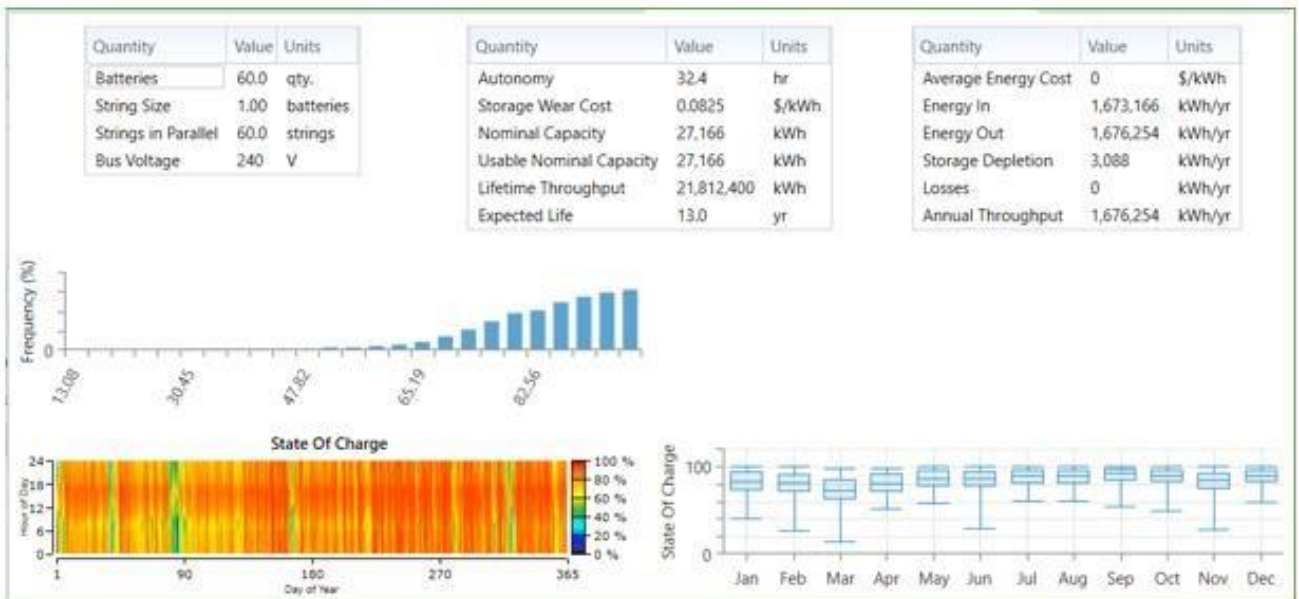 Quantity Value Units
Batteries 60.0 qty.
String Size 1.00 batteries
Strings in Parallel 60.0 strings
Bus Voltage 240 V
Quantity Value Units
Autonomy 32.4 hr
Storage Wear Cost 0.0825 $/kWh
Nominal Capacity 27,166 kWh
Usable Nominal Capacity 27,166 kWh
Lifetime Throughput 21,812,400 kWh
Expected Life 13.0 yr
Quantity Value Units
Average Energy Cost 0 $/kWh
Energy In 1,673,166 kWh/yr
Energy Out 1,676,254 kWh/yr
Storage Depletion 3,088 kWh/yr
Losses 0 kWh/yr
Annual Throughput 1,676,254 kWh/yr
Frequency (%)
0
13.08 30.45 47.82 65.19 82.56
State Of Charge
Hour of Day
24
18
12
6
0
1 90 180 270 365
Day of Year
100 %
80 %
60 %
40 %
20 %
0 %
State Of Charge
100
0
Jan Feb Mar Apr May Jun Jul Aug Sep Oct Nov Dec